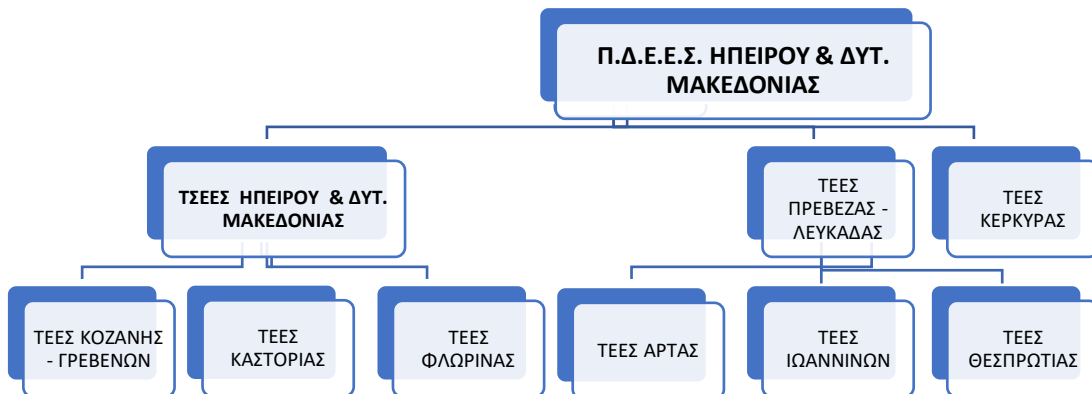 Π.Δ.Ε.Ε.Σ. ΗΠΕΙΡΟΥ & ΔΥΤ.
ΜΑΚΕΔΟΝΙΑΣ
ΤΣΕΕΣ ΗΠΕΙΡΟΥ & ΔΥΤ.
ΜΑΚΕΔΟΝΙΑΣ
ΤΕΕΣ
ΠΡΕΒΕΖΑΣ -
ΛΕΥΚΑΔΑΣ
ΤΕΕΣ
ΚΕΡΚΥΡΑΣ
ΤΕΕΣ ΚΟΖΑΝΗΣ
- ΓΡΕΒΕΝΩΝ
ΤΕΕΣ
ΚΑΣΤΟΡΙΑΣ
ΤΕΕΣ
ΦΛΩΡΙΝΑΣ
ΤΕΕΣ ΑΡΤΑΣ
ΤΕΕΣ
ΙΩΑΝΝΙΝΩΝ
ΤΕΕΣ
ΘΕΣΠΡΩΤΙΑΣ